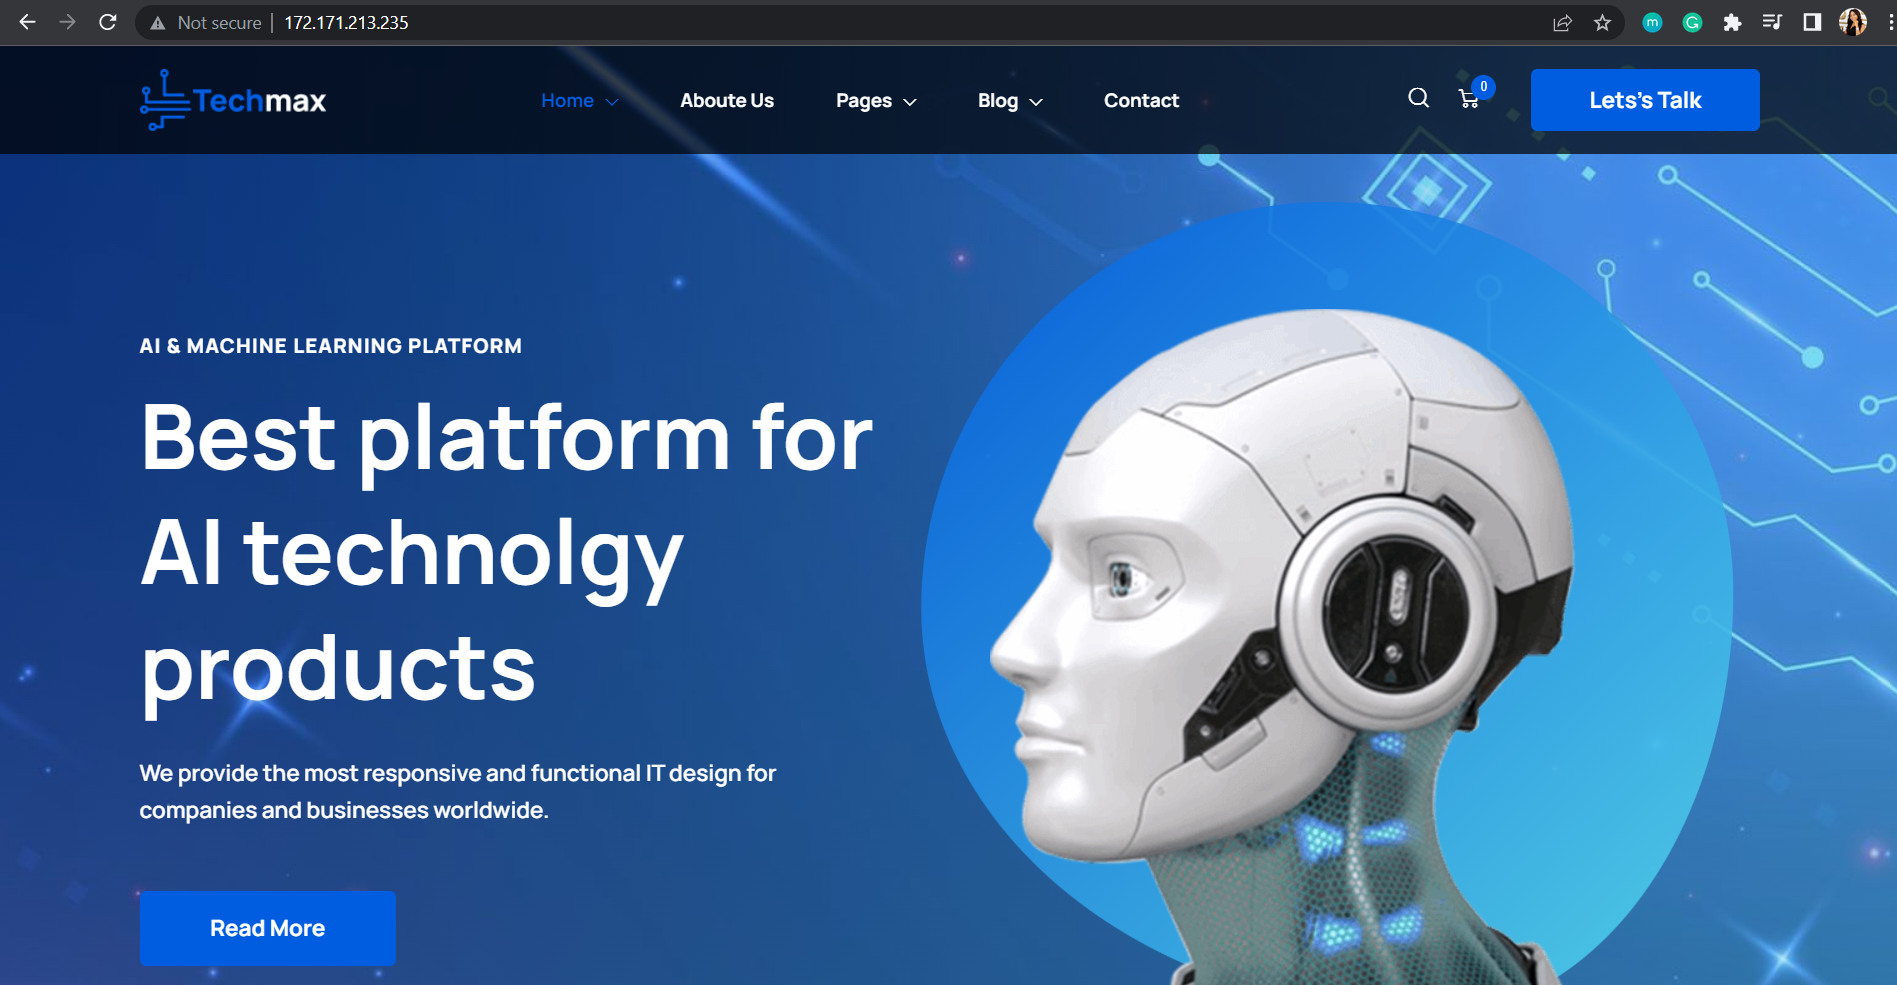 Not secure | 172.171.213.235
m G
Techmax
Home Aboute Us Pages Blog Contact 0 Lets's Talk
AI & MACHINE LEARNING PLATFORM
Best platform for
AI technolgy
products
We provide the most responsive and functional IT design for
companies and businesses worldwide.
Read More